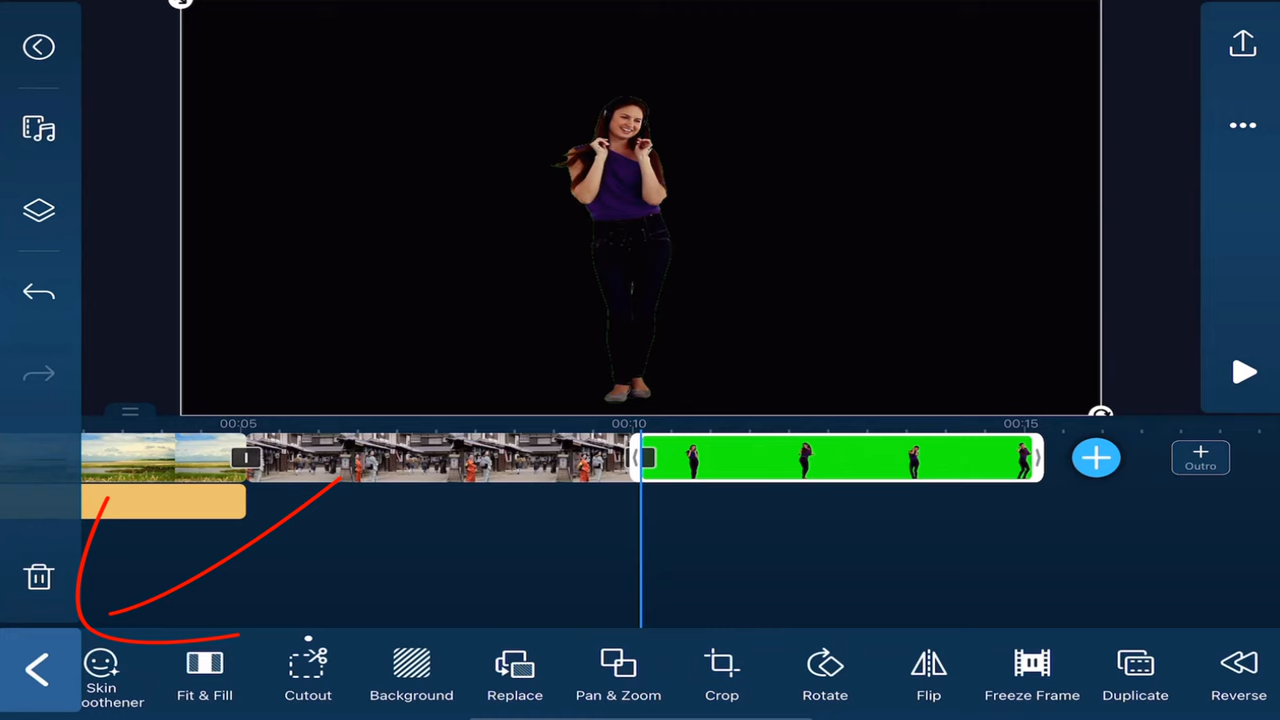 00:05
00:10
00:15
Outro
Skin
oothener
Fit & Fill
Cutout
Background
Replace
Pan & Zoom
Crop
Rotate
Flip
Freeze Frame
Duplicate
Reverse